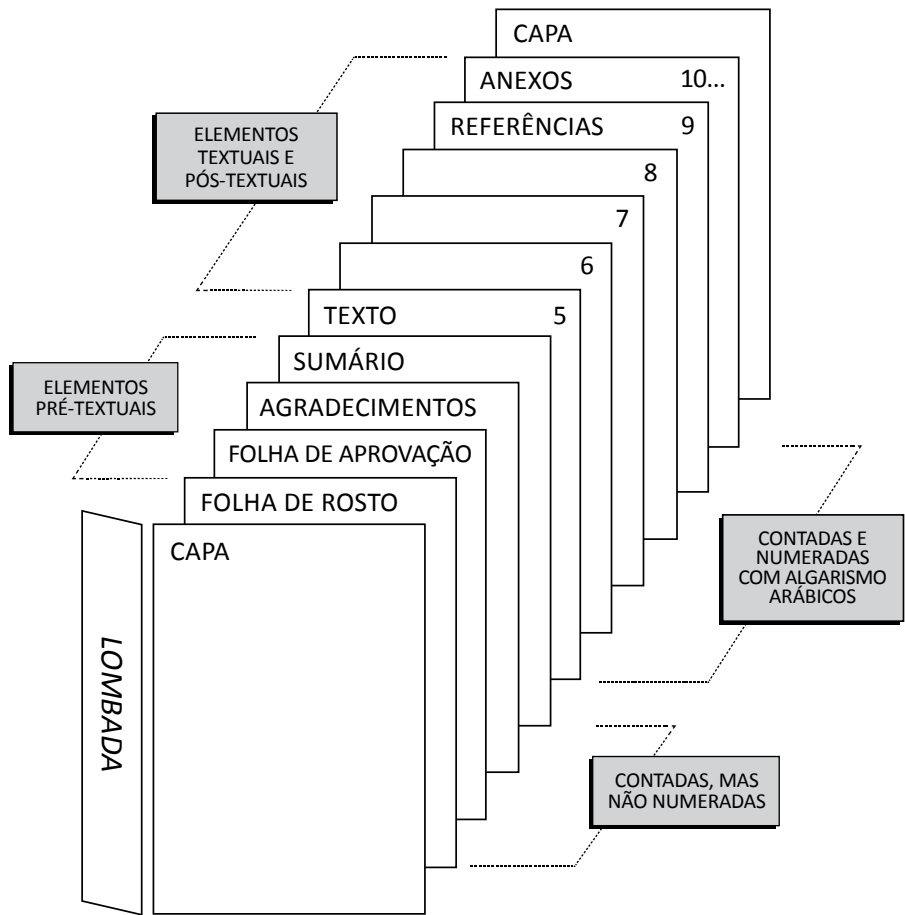 CAPA
ANEXOS 10...
REFERÊNCIAS 9
8
7
6
TEXTO 5
SUMÁRIO
AGRADECIMENTOS
FOLHA DE APROVAÇÃO
FOLHA DE ROSTO
CAPA
LOMBADA
ELEMENTOS
TEXTUAIS E
PÓS-TEXTUAIS
ELEMENTOS
PRÉ-TEXTUAIS
CONTADAS E
NUMERADAS
COM ALGARISMO
ARÁBICOS
CONTADAS, MAS
NÃO NUMERADAS